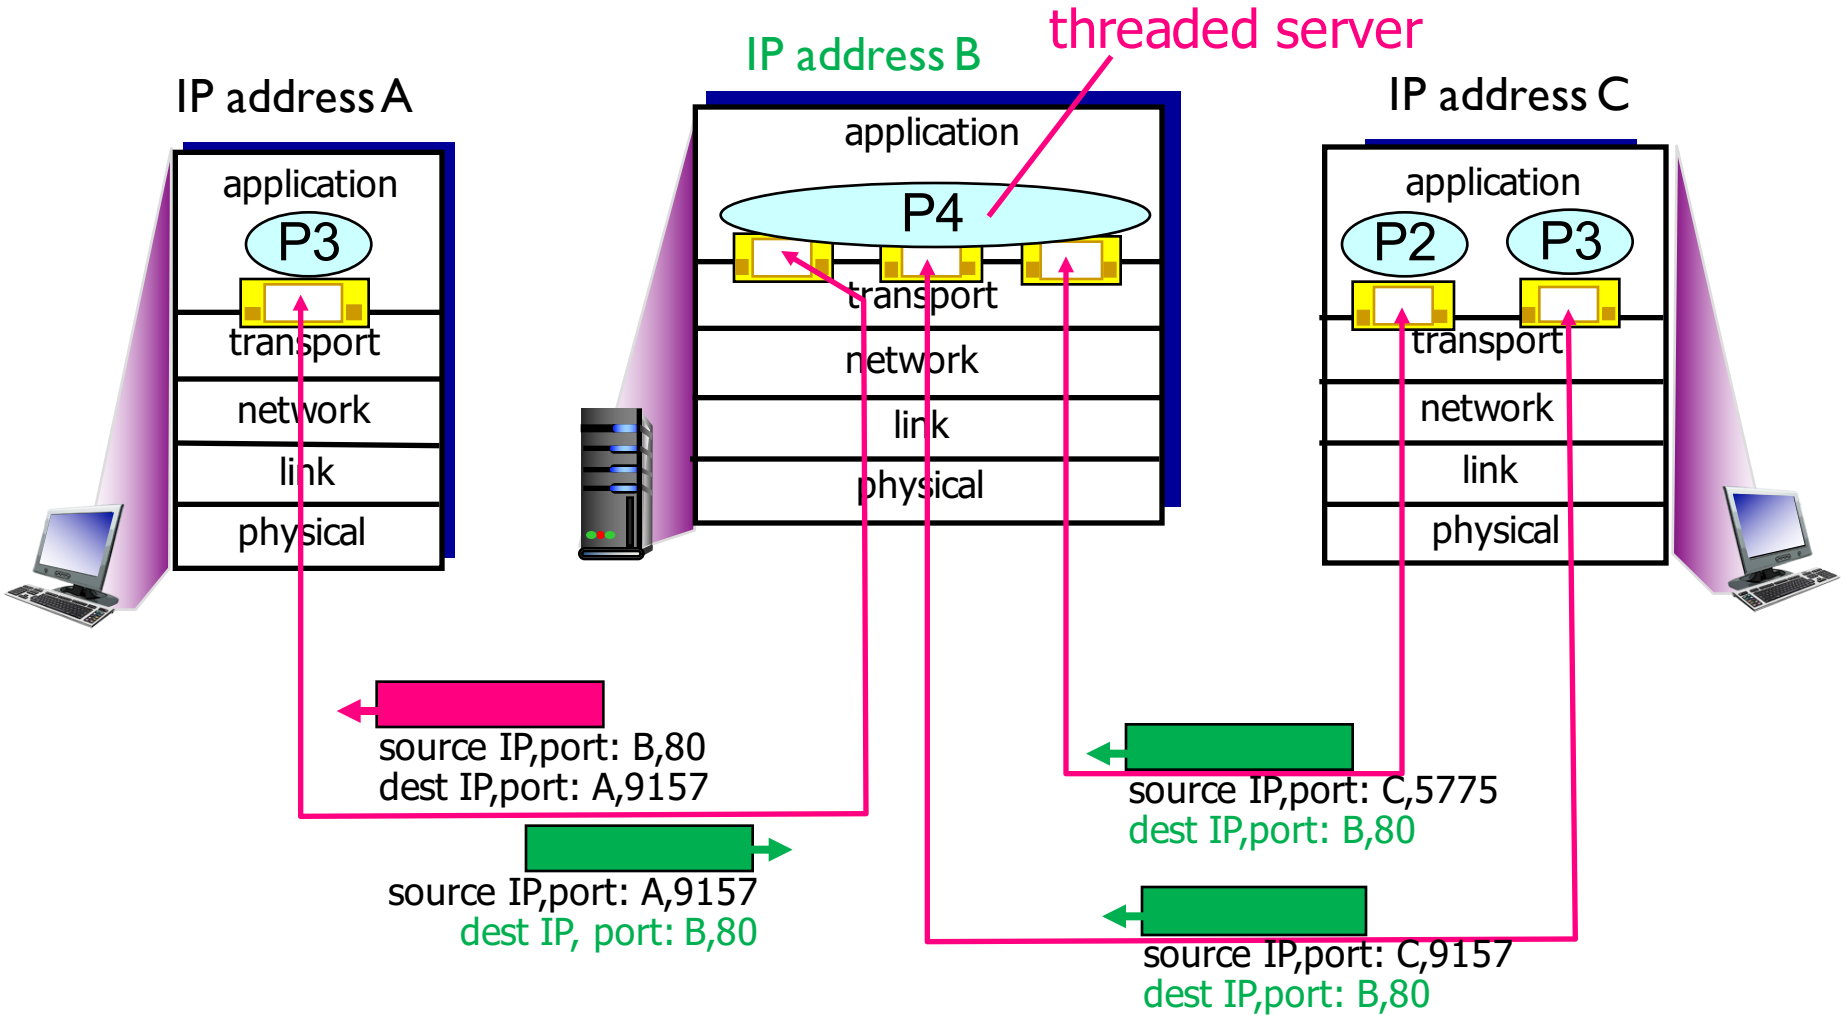 threaded server
IP address B
IP address A
IP address C
application
P3
transport
network
link
physical
application
P4
transport
network
link
physical
application
P2
P3
transport
network
link
physical
source IP,port: B,80
dest IP,port: A,9157
source IP,port: A,9157
dest IP, port: B,80
source IP,port: C,5775
dest IP,port: B,80
source IP,port: C,9157
dest IP,port: B,80